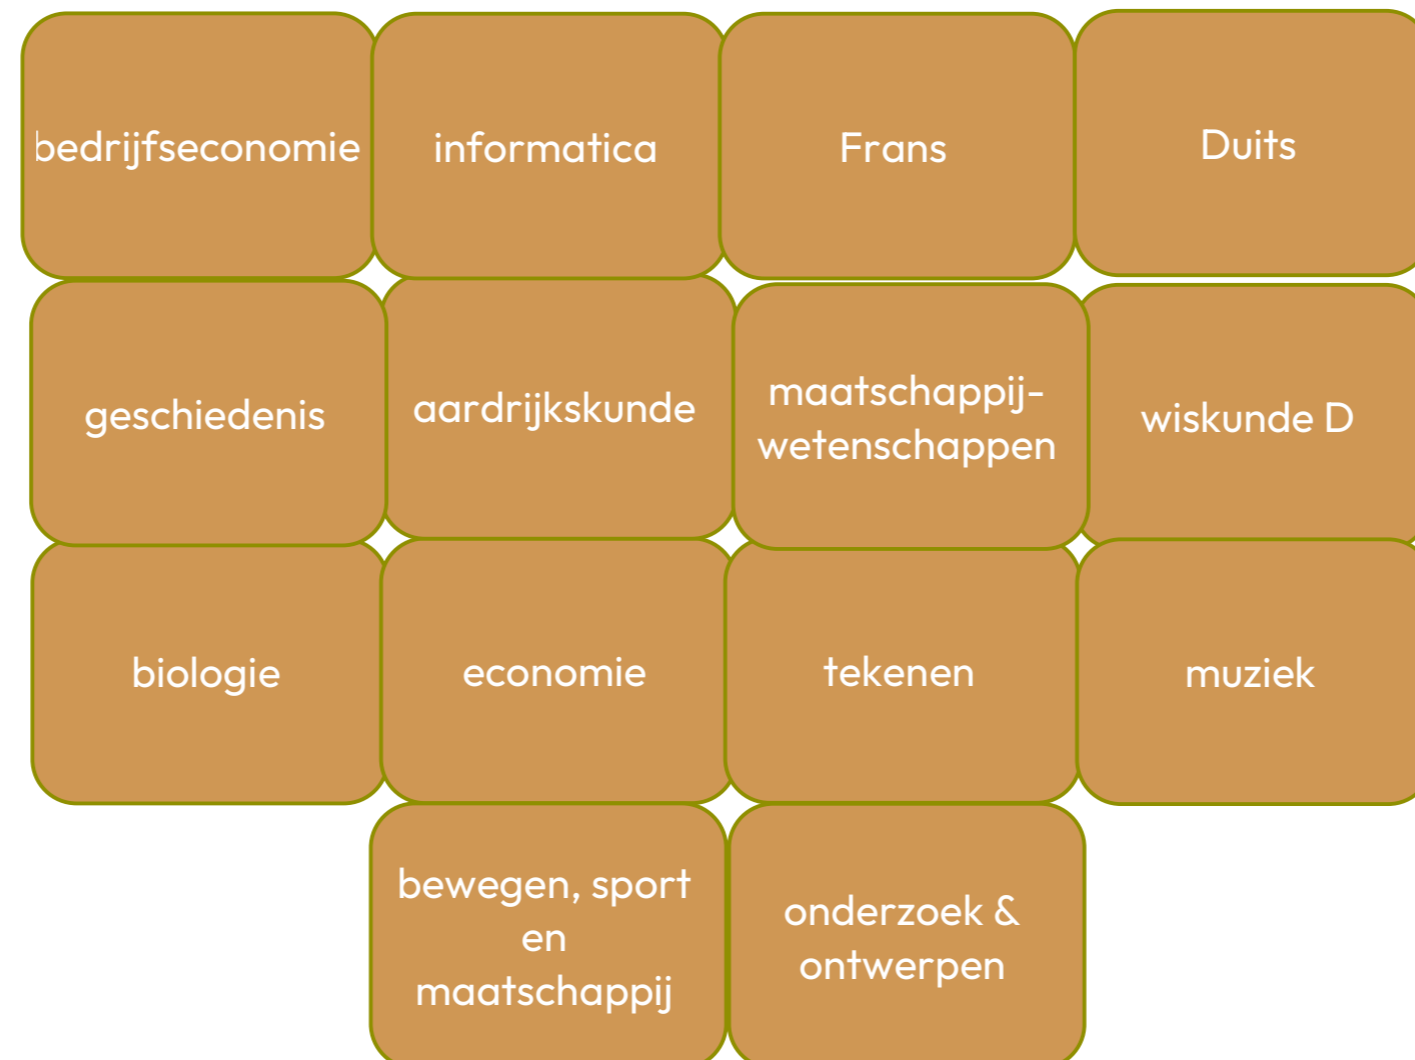 bedrijfseconomie
informatica
Frans
Duits
geschiedenis
aardrijkskunde
maatschappij-
wetenschappen
wiskunde D
biologie
economie
tekenen
muziek
bewegen, sport
en
maatschappij
onderzoek &
ontwerpen